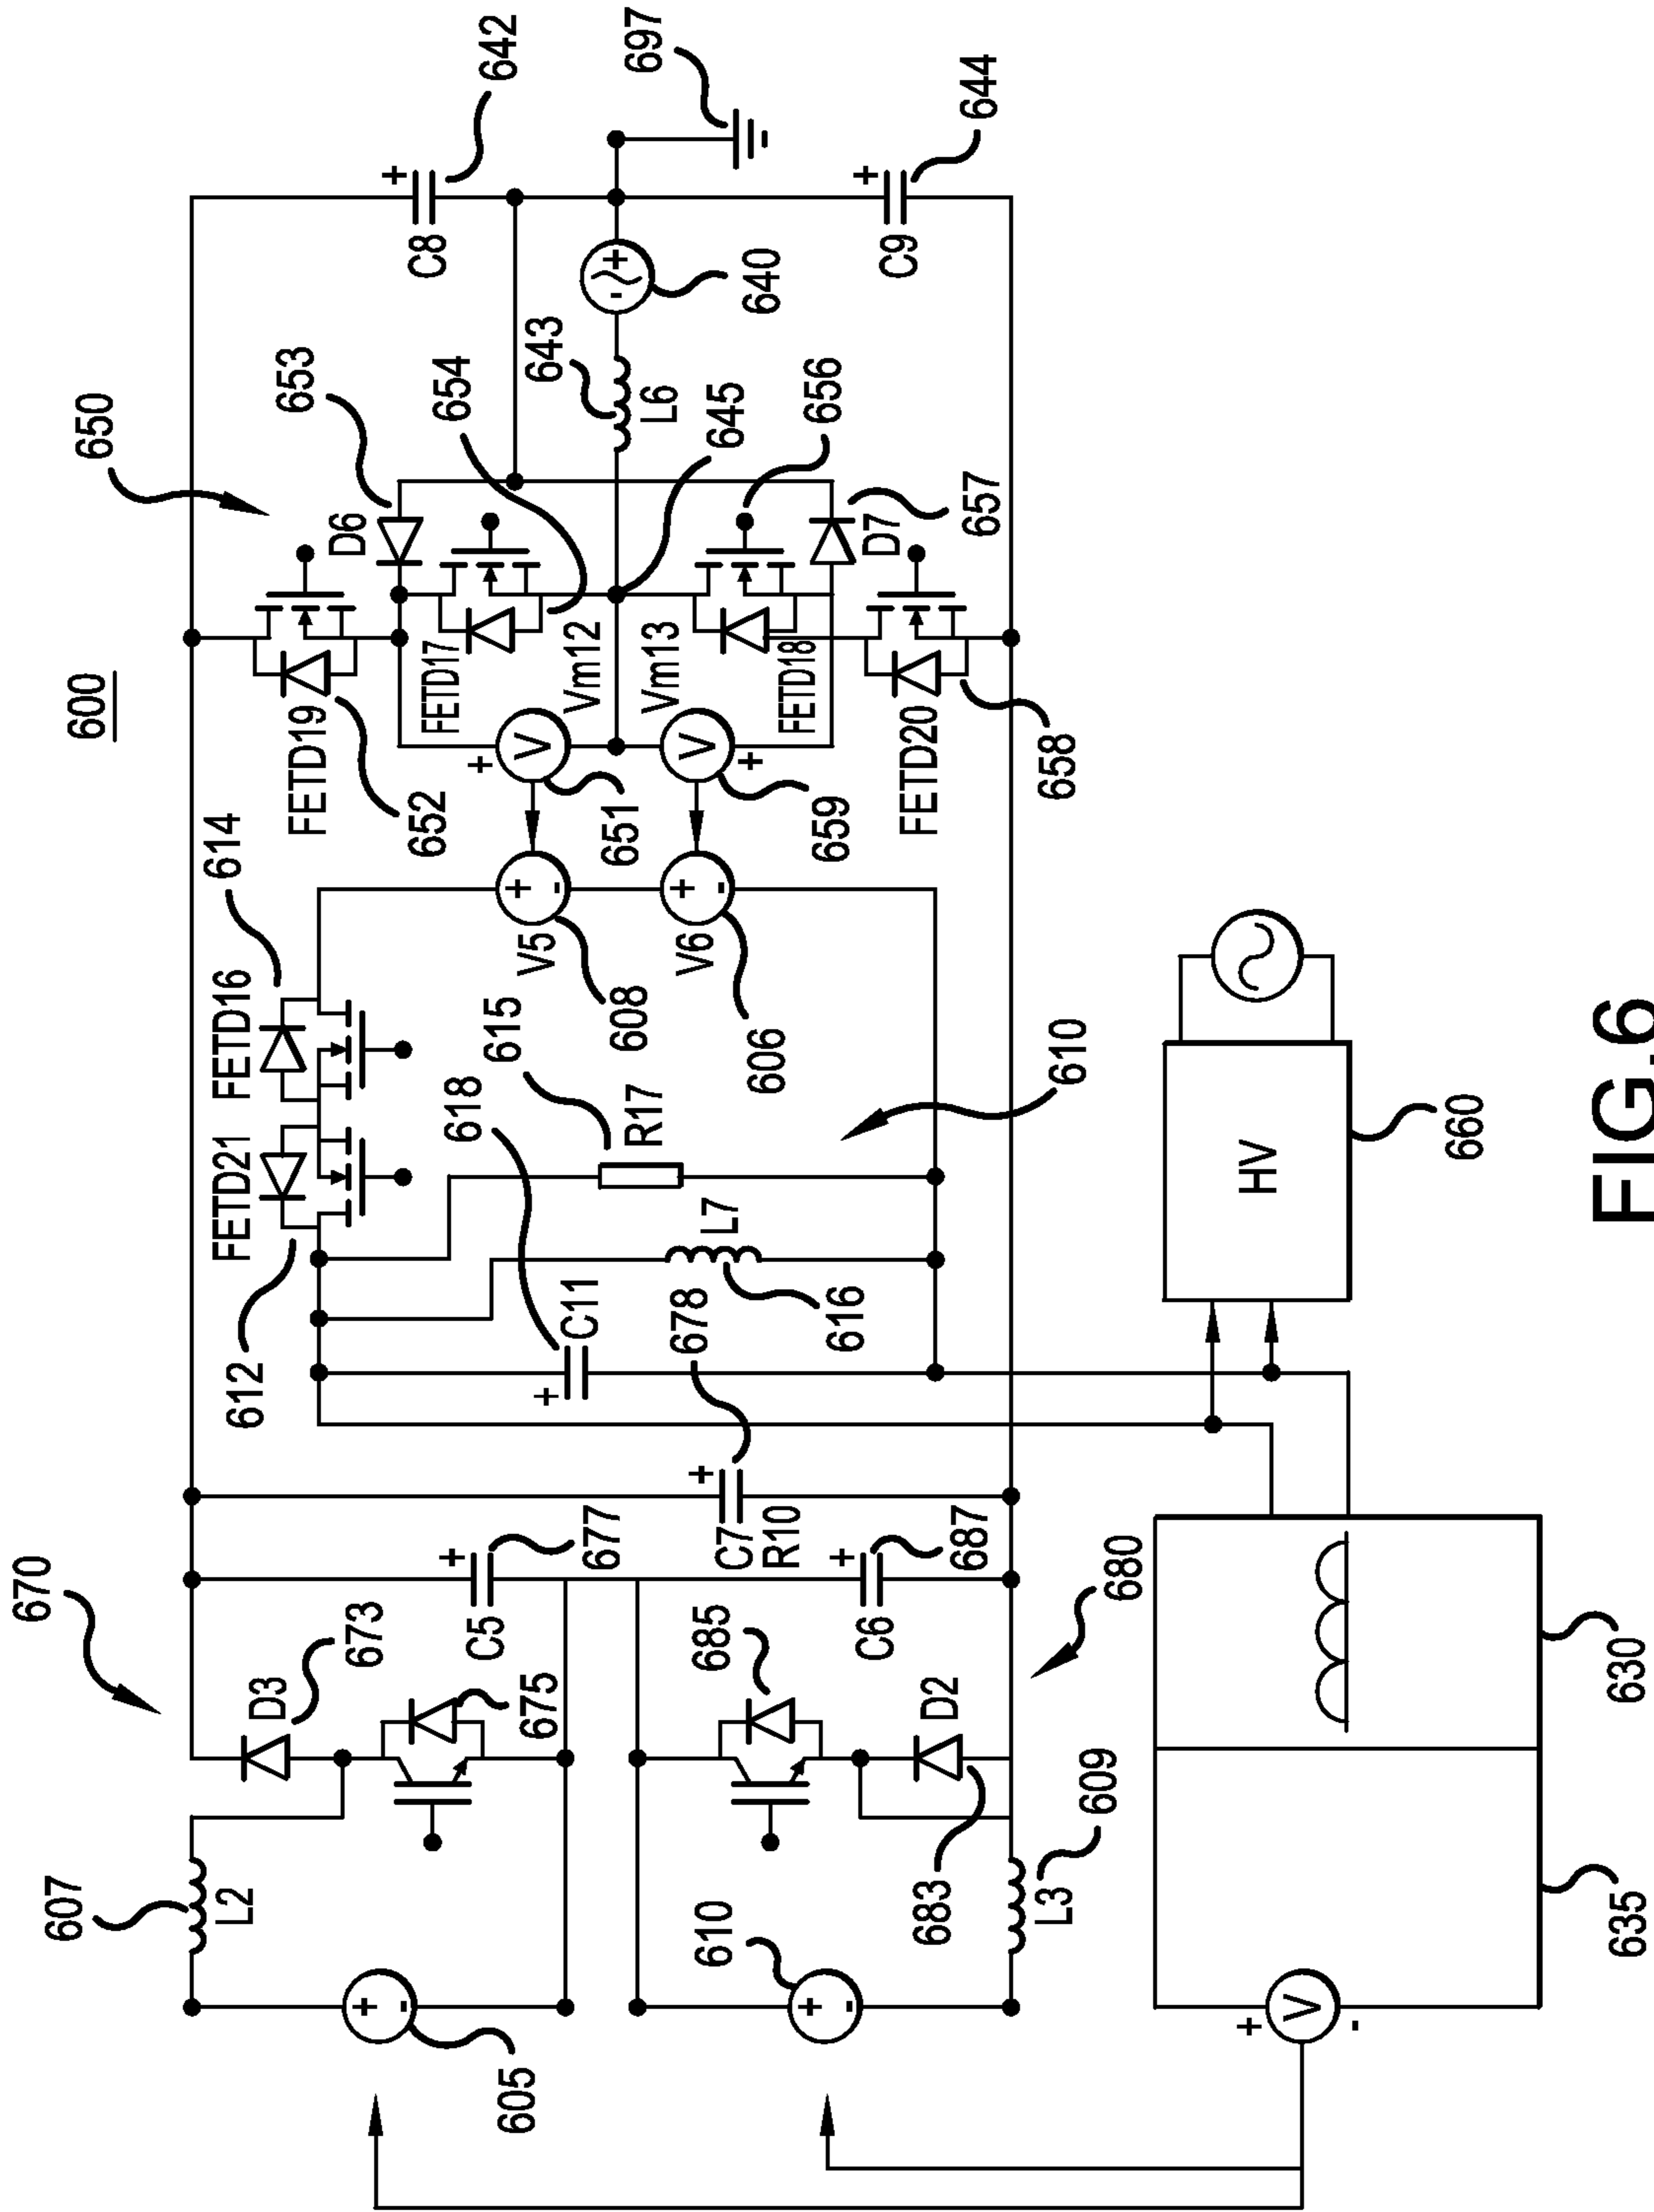 600
670
607
L2
D3
673
675
605
C5
677
+
C7
R10
678
+
610
685
D2
683
L3
609
C6
687
+
680
612
FETD21
FETD16
614
615
R17
618
C11
+
L7
616
610
V5
608
V6
606
650
FETD19
652
D6
653
FETD17
654
Vm12
651
Vm13
659
FETD18
645
656
D7
657
FETD20
658
L6
643
640
C8
642
+
C9
644
+
697
V
V
+
+
+
-
+
-
+
-
+
-
-
+
HV
660
630
635
V
+
-
FIG.6